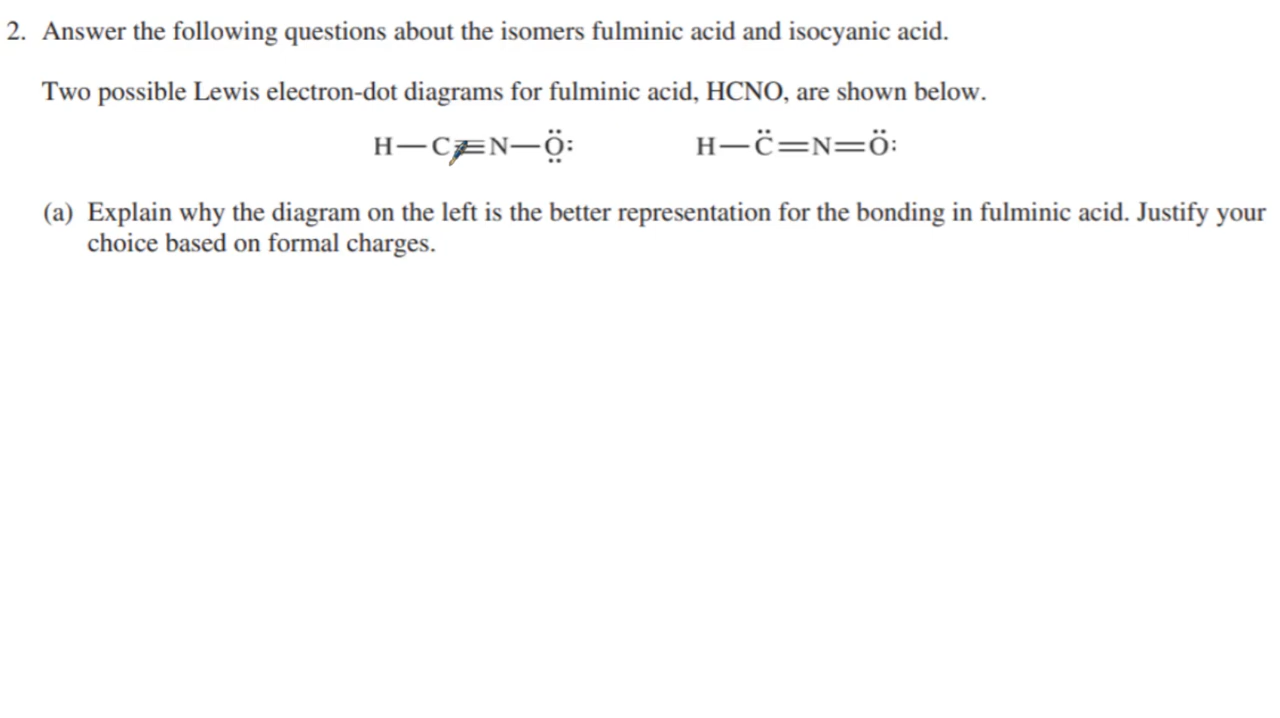 2. Answer the following questions about the isomers fulminic acid and isocyanic acid.
Two possible Lewis electron-dot diagrams for fulminic acid, HCNO, are shown below.
H—C≡N—Ö̤: H—C̈=N=Ö:
(a) Explain why the diagram on the left is the better representation for the bonding in fulminic acid. Justify your
choice based on formal charges.